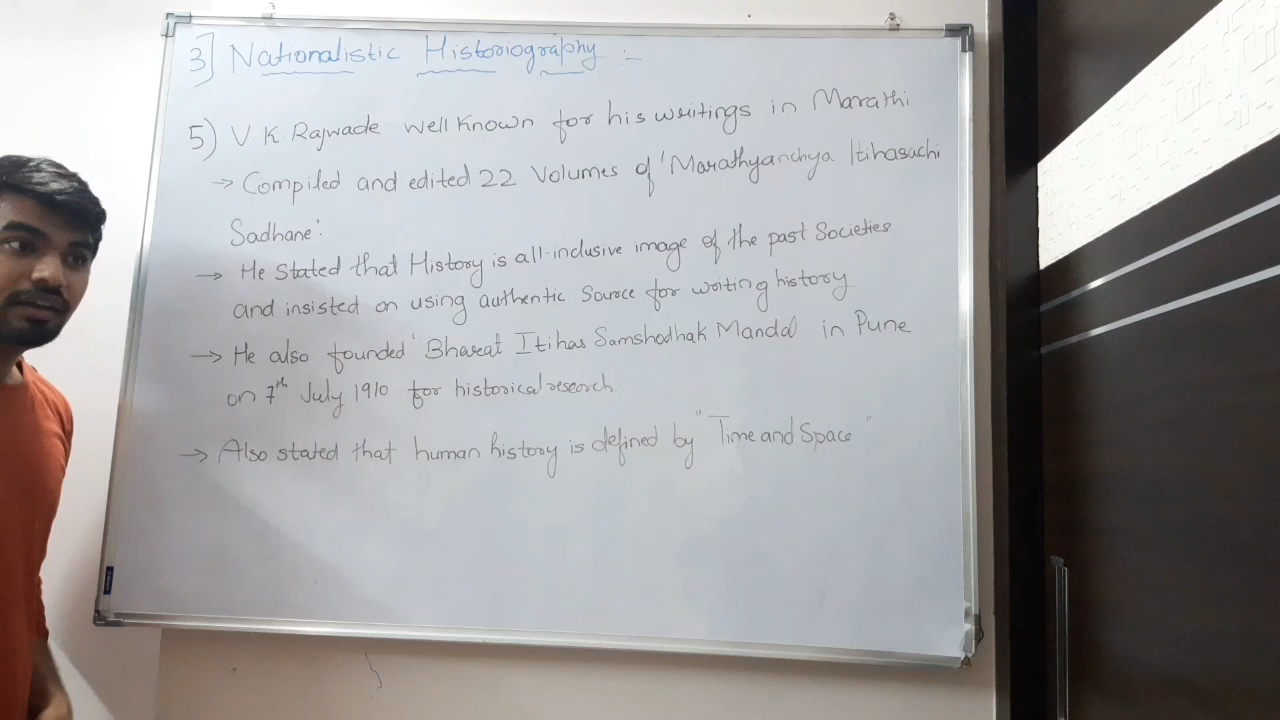 3] Nationalistic Historiography :-
5) V. K. Rajwade well known for his writings in Marathi
→ Compiled and edited 22 Volumes of 'Marathyanchya Itihasachi
Sadhane'.
→ He stated that History is all-inclusive image of the past Societies
and insisted on using authentic Source for writing history
→ He also founded 'Bharat Itihas Samshodhak Mandal in Pune
on 7th July 1910 for historical research.
→ Also stated that human history is defined by "Time and Space"